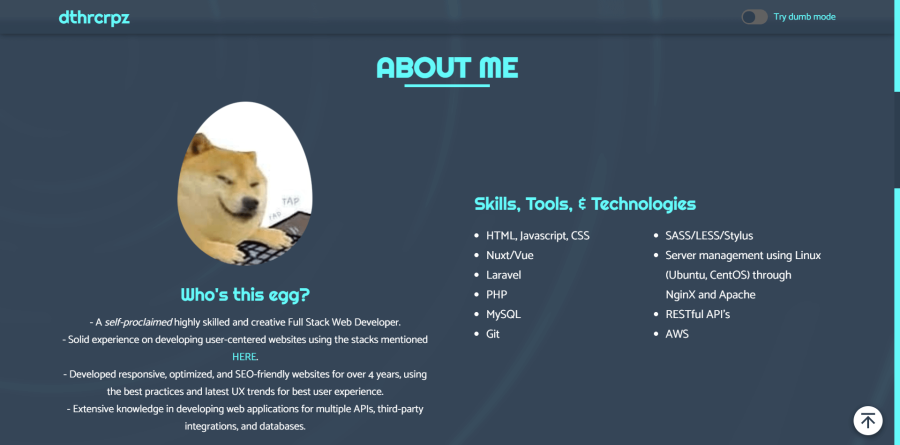 dthrcrpz
Try dumb mode
ABOUT ME
TAP
TAP
Who's this egg?
- A self-proclaimed highly skilled and creative Full Stack Web Developer.
- Solid experience on developing user-centered websites using the stacks mentioned
HERE.
- Developed responsive, optimized, and SEO-friendly websites for over 4 years, using
the best practices and latest UX trends for best user experience.
- Extensive knowledge in developing web applications for multiple APIs, third-party
integrations, and databases.
Skills, Tools, & Technologies
HTML, Javascript, CSS
Nuxt/Vue
Laravel
PHP
MySQL
Git
SASS/LESS/Stylus
Server management using Linux
(Ubuntu, CentOS) through
NginX and Apache
RESTful API's
AWS